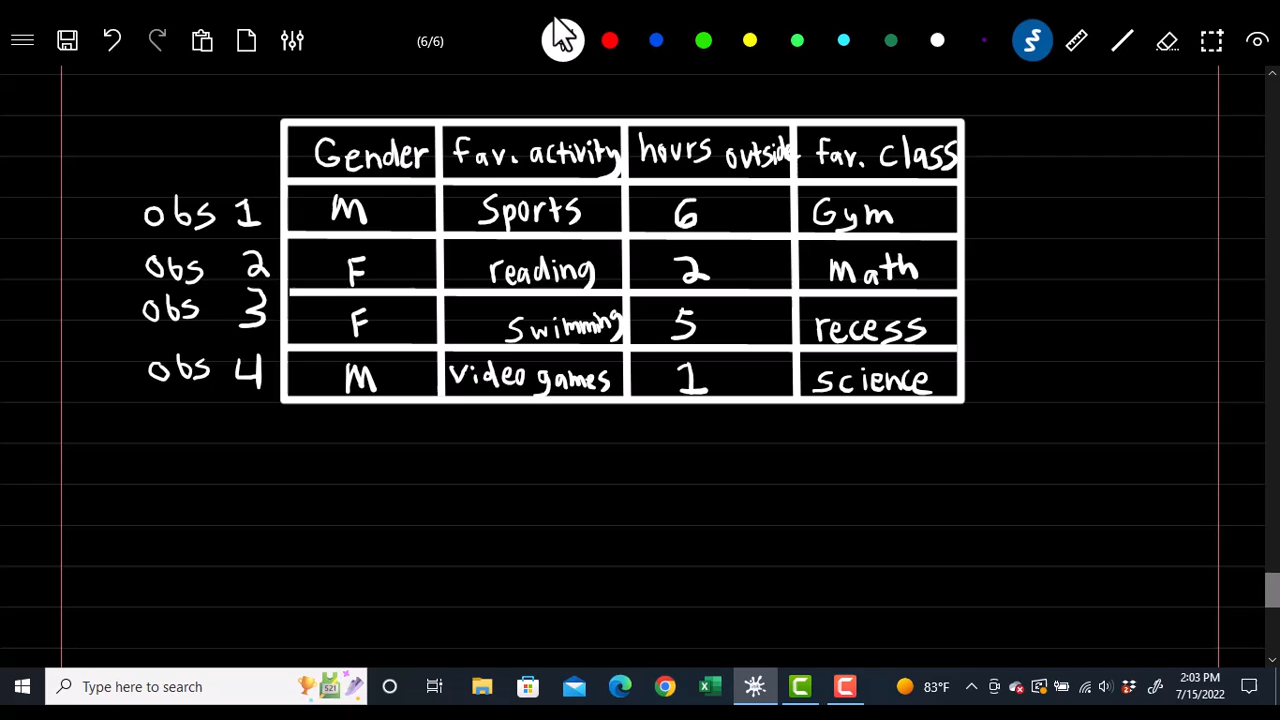 (6/6)
Gender fav. activity hours outside fav. class
obs 1 M Sports 6 Gym
obs 2 F reading 2 Math
obs 3 F swimming 5 recess
obs 4 M video games 1 science
Type here to search 521 83°F 2:03 PM
7/15/2022